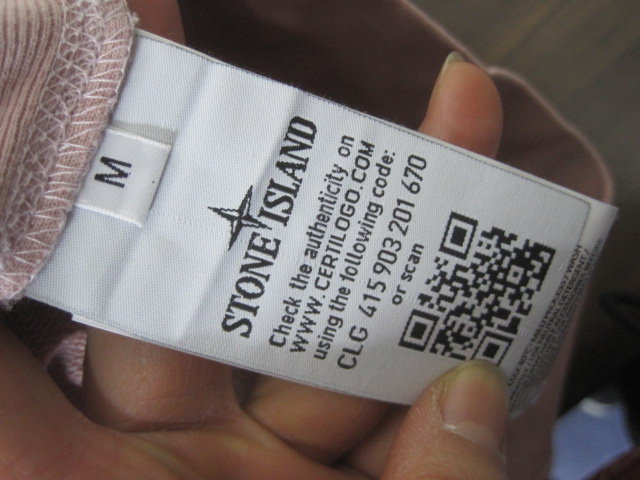 M
STONE ISLAND
Check the authenticity on
WWW.CERTILOGO.COM
using the following code:
CLG 415 903 201 670
or scan